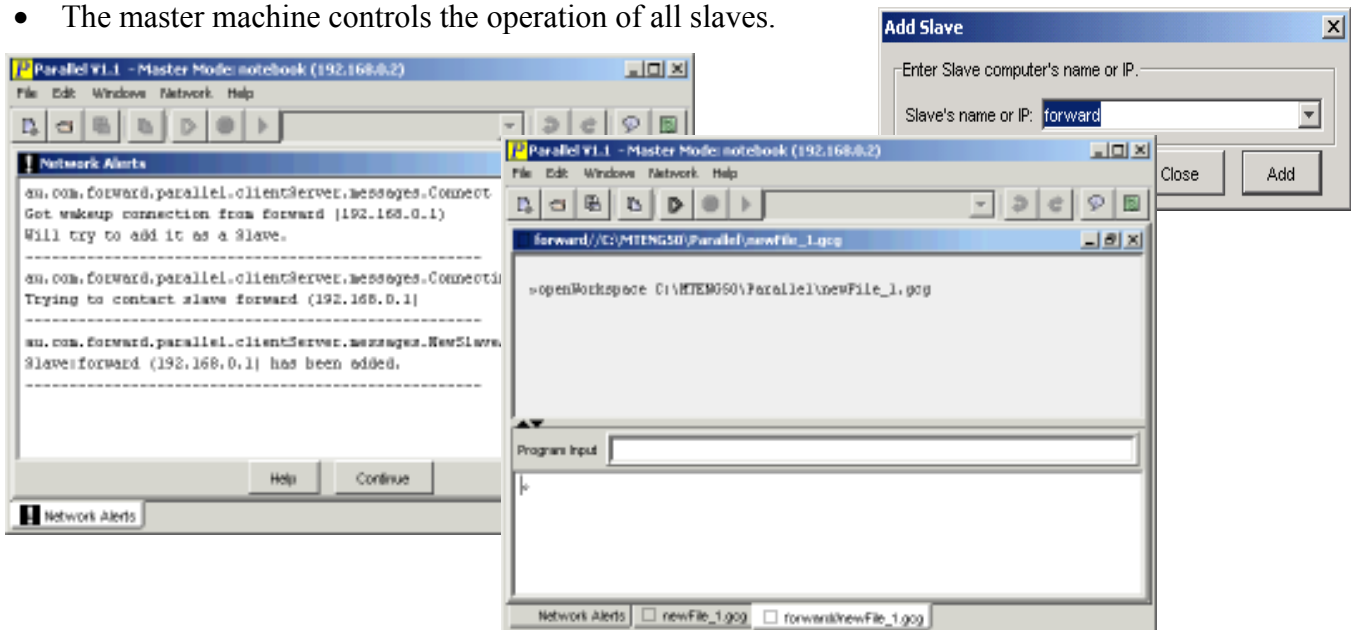 • The master machine controls the operation of all slaves.
Add Slave
Enter Slave computer's name or IP.
Slave's name or IP: forward
Close Add
Parallel V1.1 - Master Mode: notebook (192.168.0.2)
File Edit Windows Network Help
Network Alerts
au.com.forward.parallel.clientServer.messages.Connect
Got wakeup connection from forward (192.168.0.1)
Will try to add it as a Slave.
----------------------------------------------------
au.com.forward.parallel.clientServer.messages.Connectin
Trying to contact slave forward (192.168.0.1)
----------------------------------------------------
au.com.forward.parallel.clientServer.messages.NewSlave
Slave:forward (192.168.0.1) has been added.
----------------------------------------------------
Help Continue
Network Alerts
Parallel V1.1 - Master Mode: notebook (192.168.0.2)
File Edit Windows Network Help
forward//C:\MTENG50\Parallel\newFile_1.gcg
»openWorkspace C:\MTENG50\Parallel\newFile_1.gcg
Program Input
»
Network Alerts newFile_1.gcg forward/newFile_1.gcg